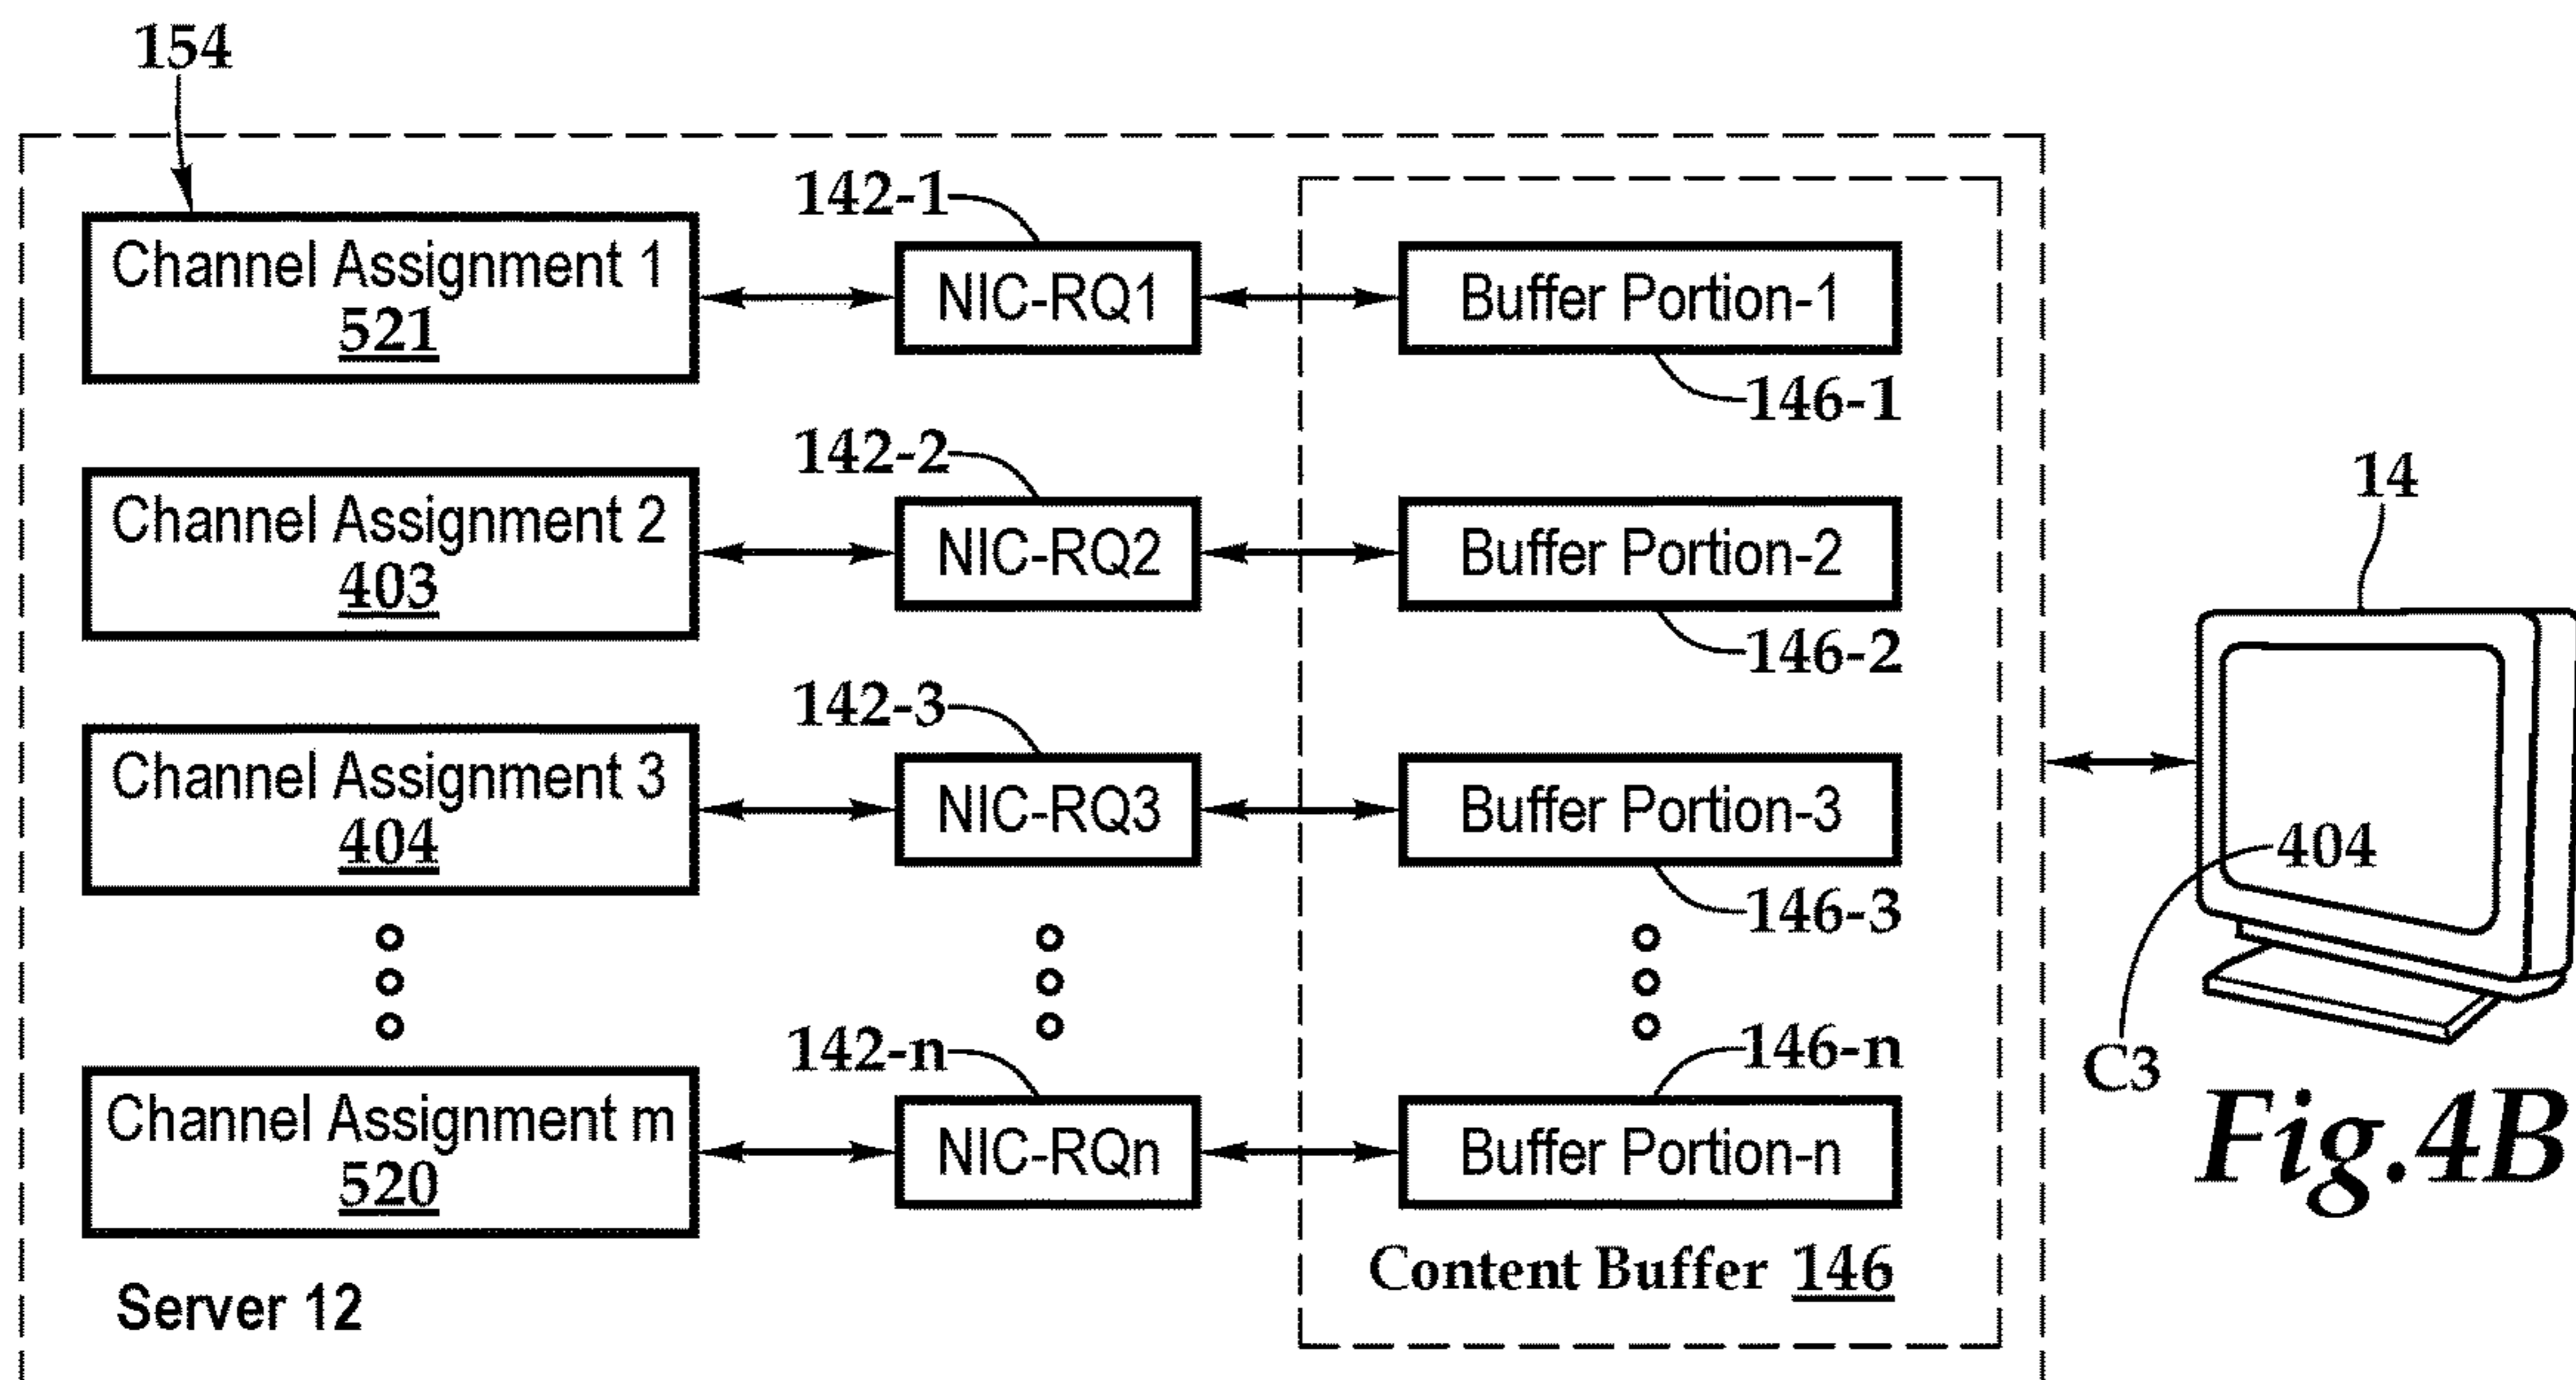 154
142-1
Channel Assignment 1
521
NIC-RQ1
Buffer Portion-1
146-1
142-2
Channel Assignment 2
403
NIC-RQ2
Buffer Portion-2
146-2
14
142-3
Channel Assignment 3
404
NIC-RQ3
Buffer Portion-3
146-3
404
C3
142-n
146-n
Channel Assignment m
520
NIC-RQn
Buffer Portion-n
Content Buffer 146
Server 12
Fig.4B